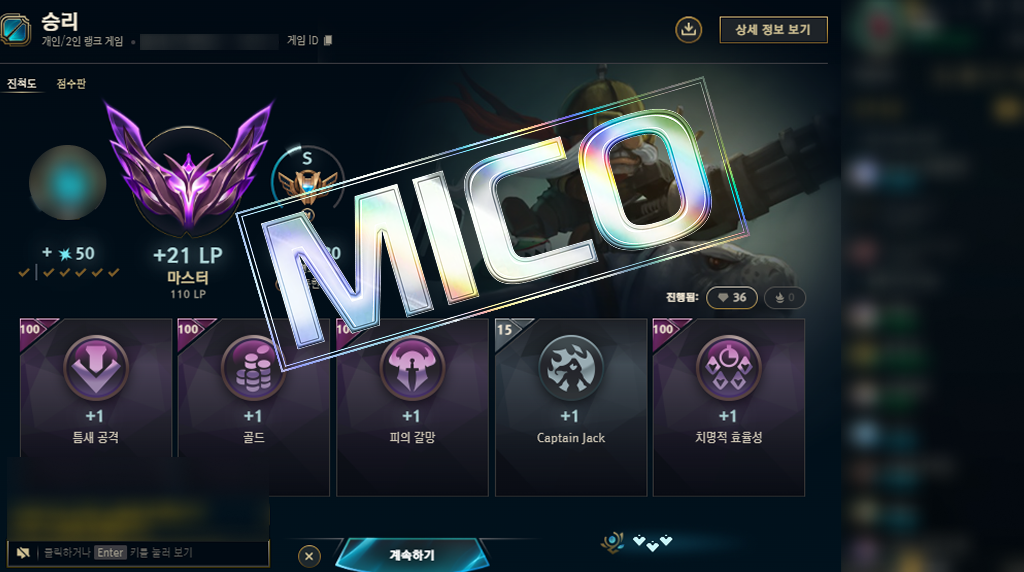 승리
개인/2인 랭크 게임 •
게임 ID
상세 정보 보기
진척도
점수판
S
MICO
+ 50
+21 LP
마스터
110 LP
진행됨:
36
0
100
100
15
100
+1
+1
+1
+1
+1
틈새 공격
골드
피의 갈망
Captain Jack
치명적 효율성
클릭하거나 Enter 키를 눌러 보기
계속하기